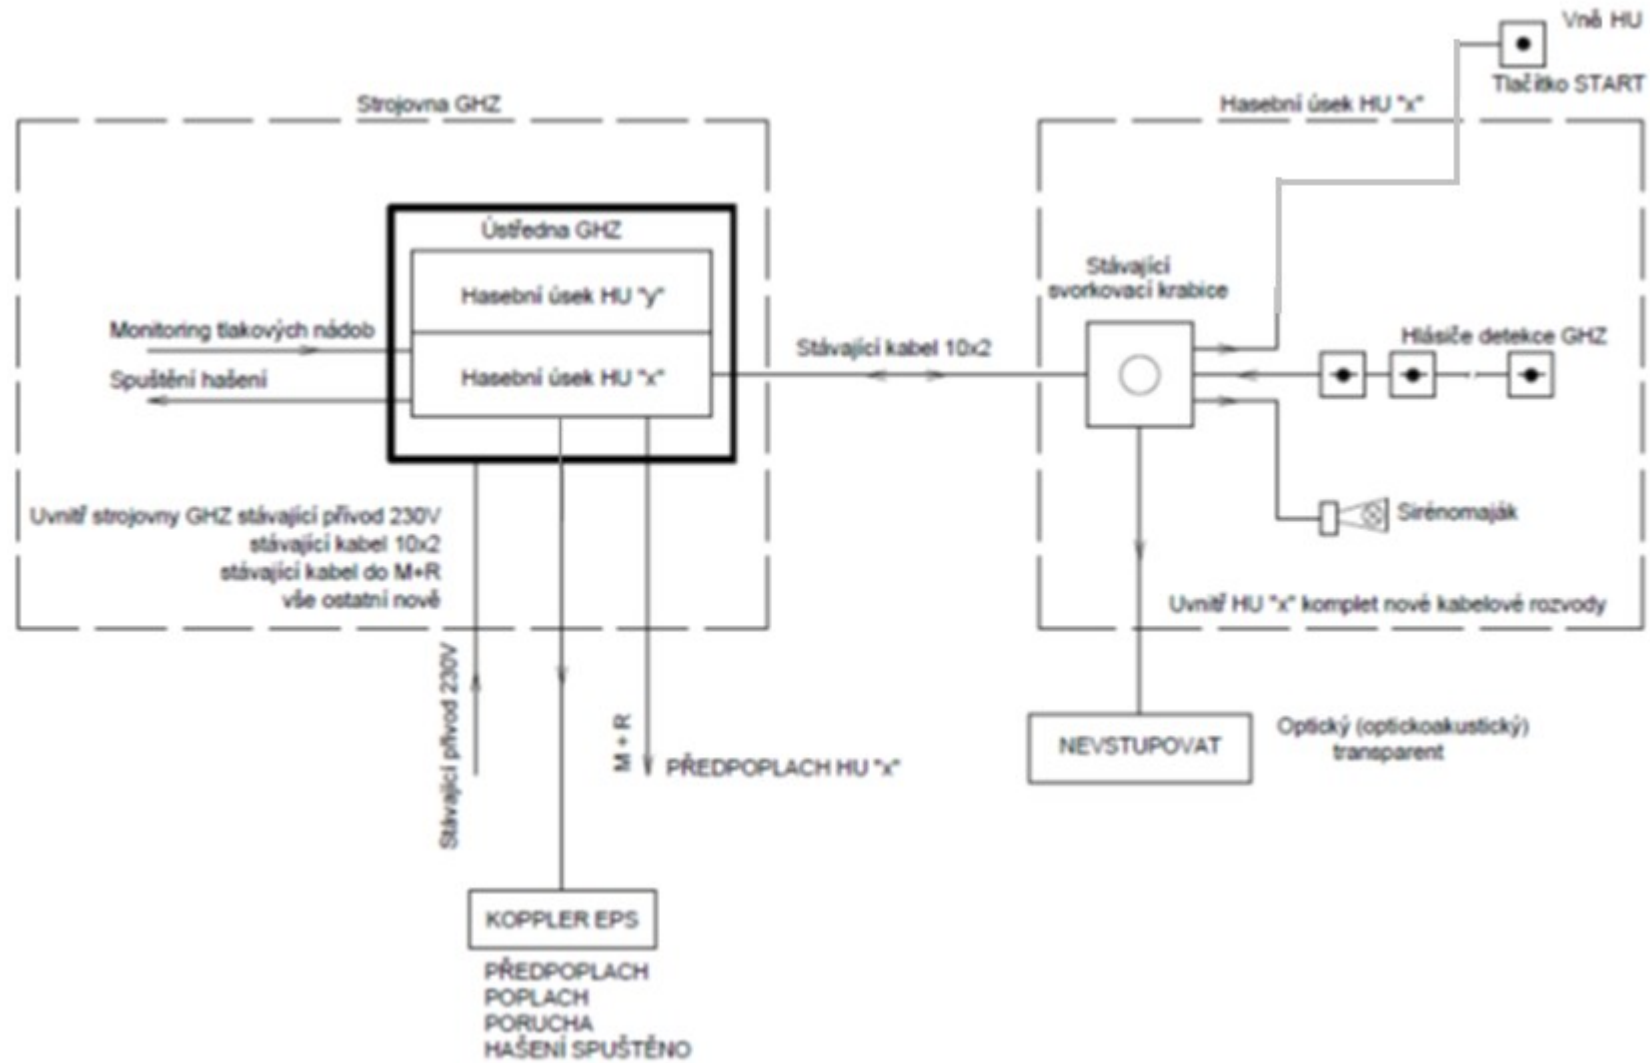 Vně HU
Tlačítko START
Strojovna GHZ
Hasební úsek HU "x"
Ústředna GHZ
Hasební úsek HU "y"
Hasební úsek HU "x"
Monitoring tlakových nádob
Spuštění hašení
Stávající kabel 10x2
Stávající
svorkovací krabice
Hlásiče detekce GHZ
Sirénomaják
Uvnitř strojovny GHZ stávající přívod 230V
stávající kabel 10x2
stávající kabel do M+R
vše ostatní nově
Uvnitř HU "x" komplet nové kabelové rozvody
Stávající přívod 230V
M + R
PŘEDPOPLACH HU "x"
NEVSTUPOVAT
Optický (optickoakustický)
transparent
KOPPLER EPS
PŘEDPOPLACH
POPLACH
PORUCHA
HAŠENÍ SPUŠTĚNO